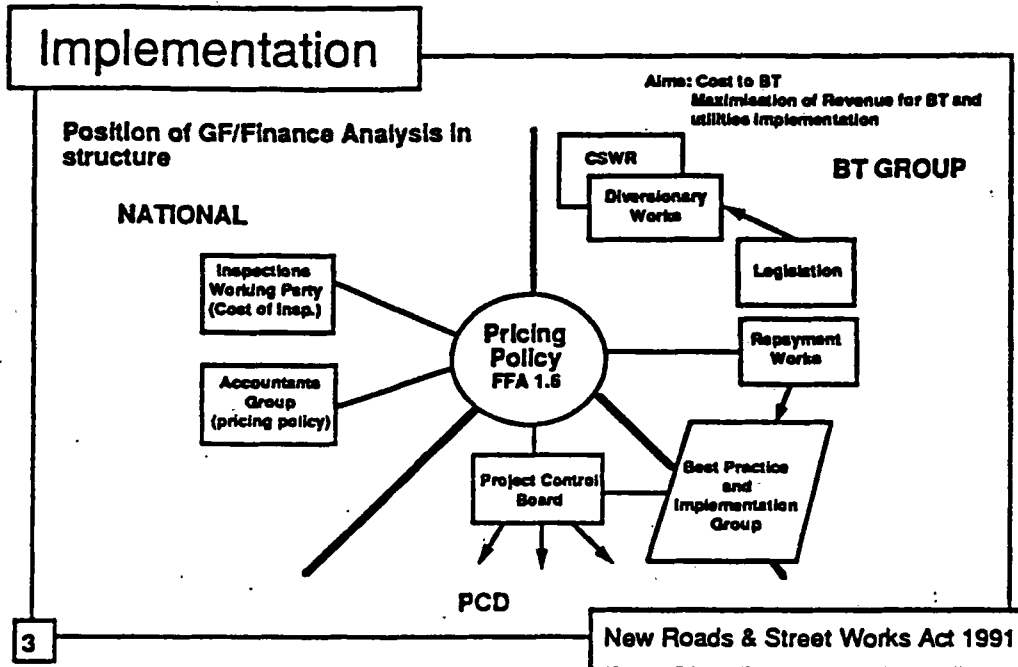 Implementation
Aims: Cost to BT
Maximisation of Revenue for BT and
utilities implementation
Position of GF/Finance Analysis in
structure
BT GROUP
NATIONAL
CSWR
Diversionary
Works
Legislation
Inspections
Working Party
(Cost of Insp.)
Pricing
Policy
FFA 1.6
Repayment
Works
Accountants
Group
(pricing policy)
Project Control
Board
Best Practice
and
Implementation
Group
PCD
3
New Roads & Street Works Act 1991